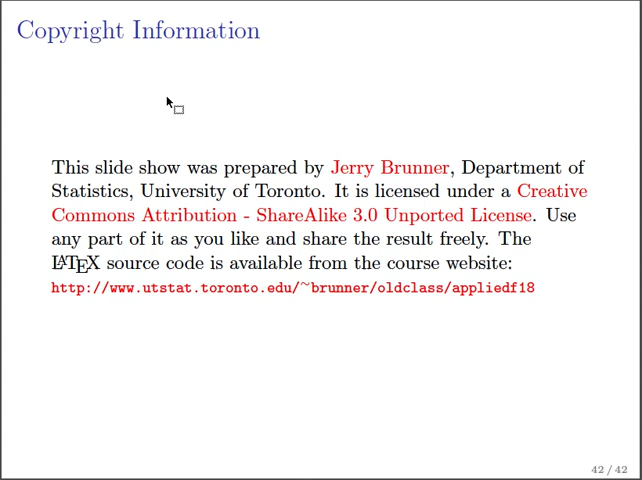 Copyright Information
This slide show was prepared by Jerry Brunner, Department of
Statistics, University of Toronto. It is licensed under a Creative
Commons Attribution - ShareAlike 3.0 Unported License. Use
any part of it as you like and share the result freely. The
LATEX source code is available from the course website:
http://www.utstat.toronto.edu/~brunner/oldclass/appliedf18
42 / 42